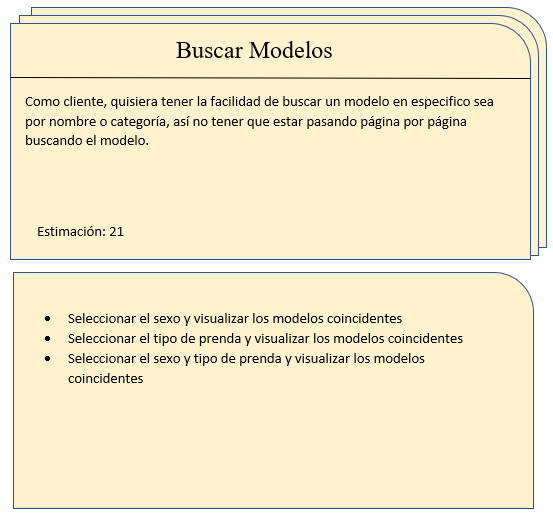 Buscar Modelos
Como cliente, quisiera tener la facilidad de buscar un modelo en especifico sea
por nombre o categoría, así no tener que estar pasando página por página
buscando el modelo.
Estimación: 21
• Seleccionar el sexo y visualizar los modelos coincidentes
• Seleccionar el tipo de prenda y visualizar los modelos coincidentes
• Seleccionar el sexo y tipo de prenda y visualizar los modelos
coincidentes